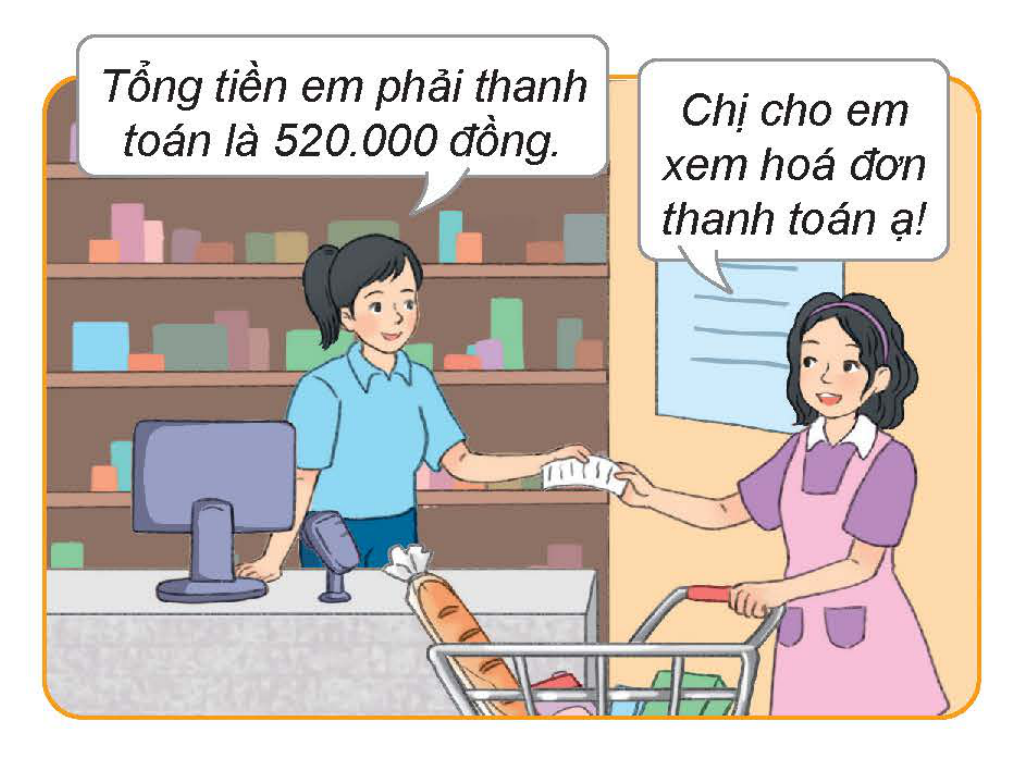 Tổng tiền em phải thanh
toán là 520.000 đồng.
Chị cho em
xem hoá đơn
thanh toán ạ!